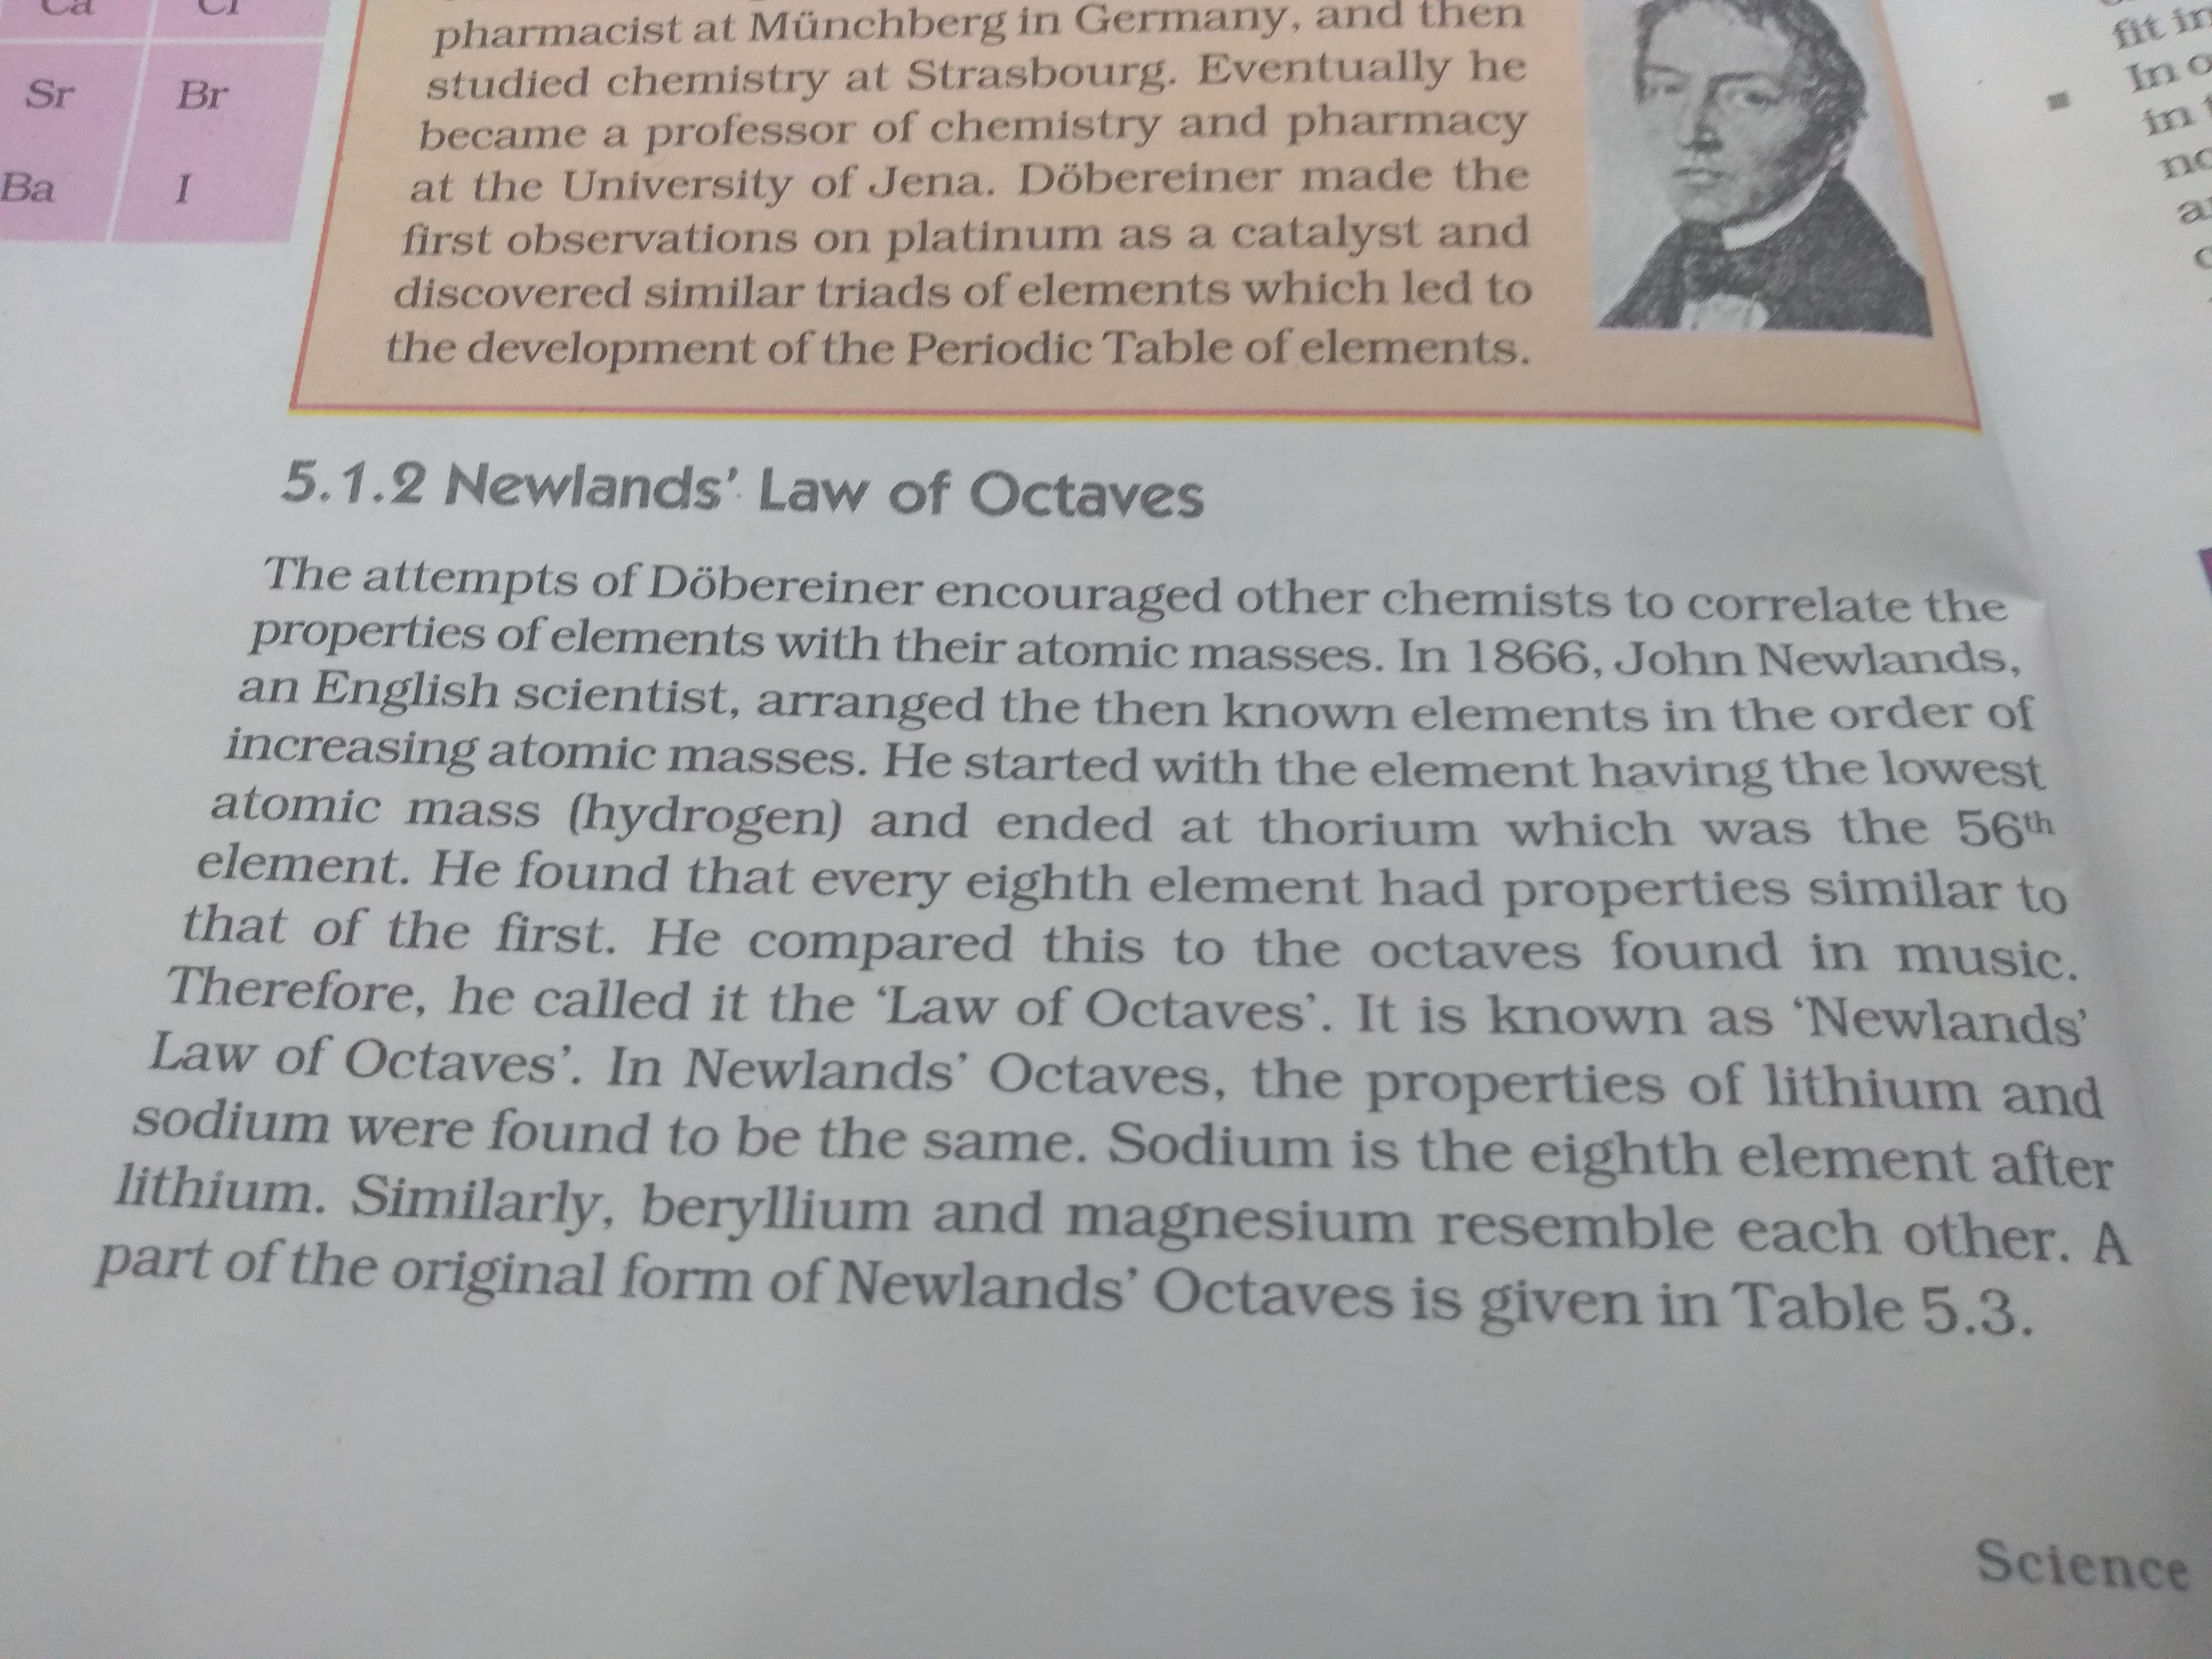 Ca Cl
Sr Br
Ba I
pharmacist at Münchberg in Germany, and then
studied chemistry at Strasbourg. Eventually he
became a professor of chemistry and pharmacy
at the University of Jena. Döbereiner made the
first observations on platinum as a catalyst and
discovered similar triads of elements which led to
the development of the Periodic Table of elements.
5.1.2 Newlands’ Law of Octaves
The attempts of Döbereiner encouraged other chemists to correlate the
properties of elements with their atomic masses. In 1866, John Newlands,
an English scientist, arranged the then known elements in the order of
increasing atomic masses. He started with the element having the lowest
atomic mass (hydrogen) and ended at thorium which was the 56th
element. He found that every eighth element had properties similar to
that of the first. He compared this to the octaves found in music.
Therefore, he called it the ‘Law of Octaves’. It is known as ‘Newlands’
Law of Octaves’. In Newlands’ Octaves, the properties of lithium and
sodium were found to be the same. Sodium is the eighth element after
lithium. Similarly, beryllium and magnesium resemble each other. A
part of the original form of Newlands’ Octaves is given in Table 5.3.
Science
fit in
In
in